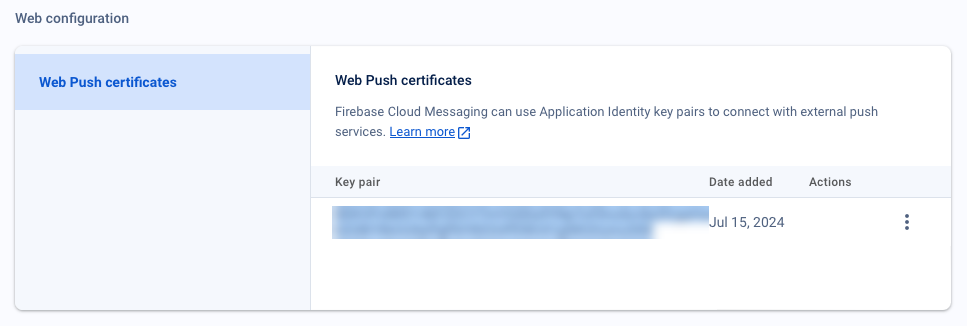 Web configuration
Web Push certificates
Web Push certificates
Firebase Cloud Messaging can use Application Identity key pairs to connect with external push
services. Learn more
Key pair Date added Actions
Jul 15, 2024